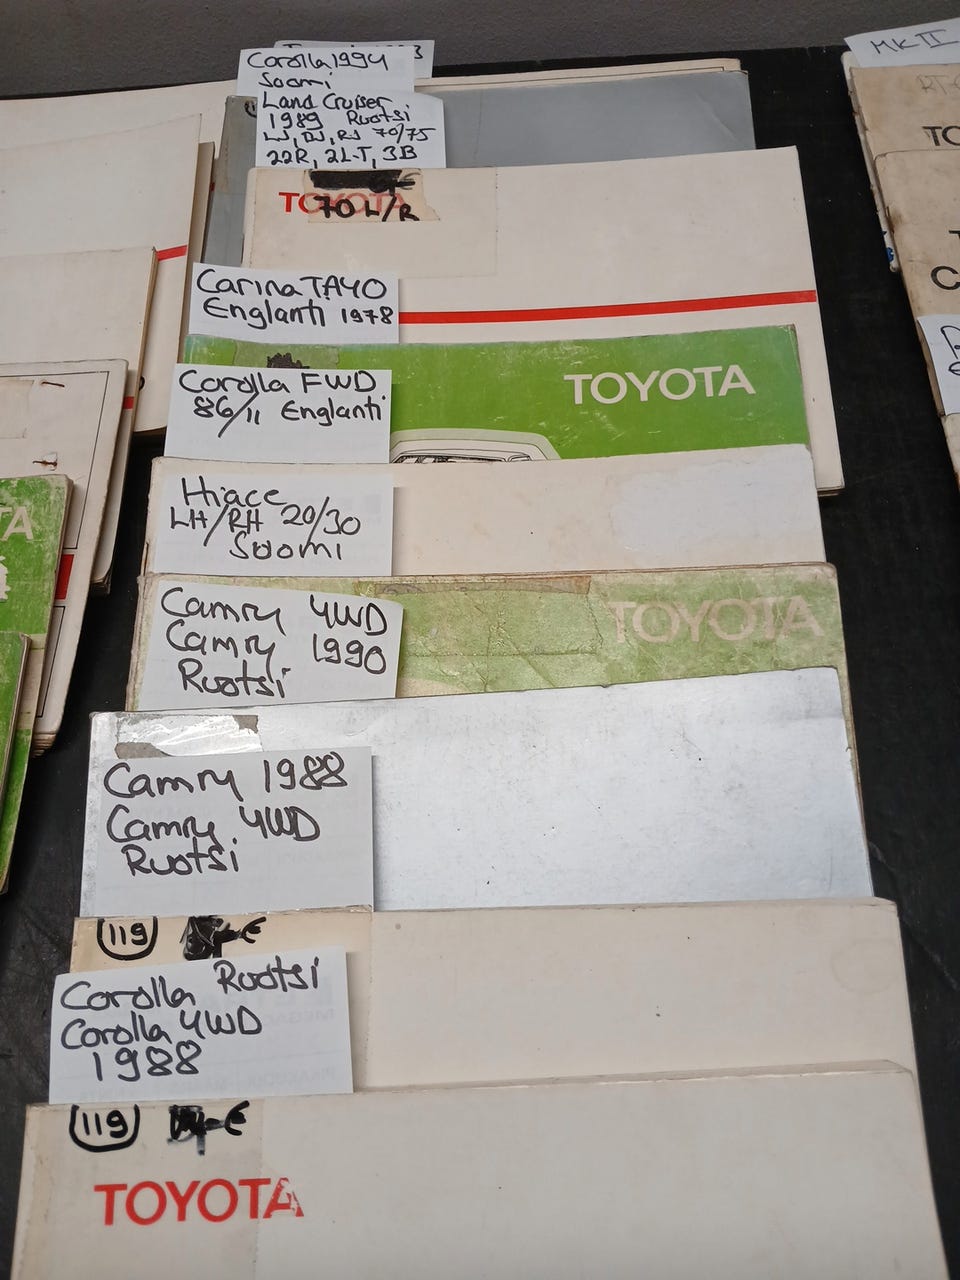 Corolla 1994
Suomi
Land Cruiser
1989 Ruotsi
LJ, BJ, RJ 70/75
22R, 2L-T, 3B
TOYOTA
70 L/R
Carina TA40
Englanti 1978
TOYOTA
Corolla FWD
86/11 Englanti
Hiace
LH/RH 20/30
Suomi
TOYOTA
Camry 4WD
Camry 1990
Ruotsi
Camry 1988
Camry 4WD
Ruotsi
119 €
Corolla Ruotsi
Corolla 4WD
1988
119 €
TOYOTA
TA
MK II
RT-
TO
T
C